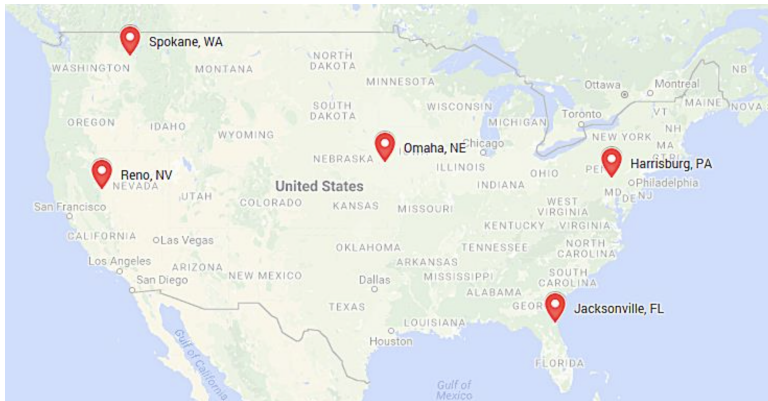 Spokane, WA
WASHINGTON
MONTANA
NORTH
DAKOTA
MINNESOTA
Ottawa
Montreal
NB
MAINE
NOVA
OREGON
IDAHO
SOUTH
DAKOTA
WISCONSIN
MICHIGAN
Toronto
VT
NH
NEW YORK
MA
WYOMING
Omaha, NE
Chicago
NEBRASKA
ILLINOIS
INDIANA
OHIO
Harrisburg, PA
Philadelphia
MD
DE
NJ
Reno, NV
NEVADA
UTAH
COLORADO
United States
KANSAS
MISSOURI
WEST
VIRGINIA
KENTUCKY
VIRGINIA
San Francisco
CALIFORNIA
Las Vegas
OKLAHOMA
TENNESSEE
NORTH
CAROLINA
Los Angeles
ARIZONA
NEW MEXICO
ARKANSAS
MISSISSIPPI
SOUTH
CAROLINA
San Diego
Dallas
ALABAMA
TEXAS
Jacksonville, FL
LOUISIANA
Houston
FLORIDA
Gulf of California
Gulf of
Mexico